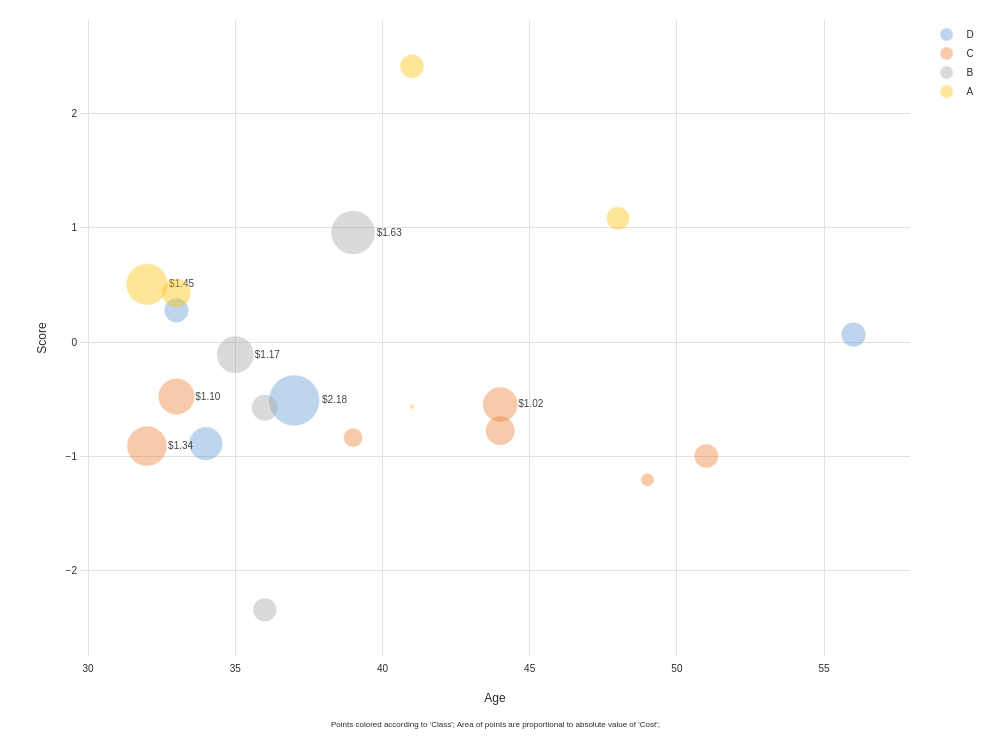 D
C
B
A
2
1
0
−1
−2
Score
$1.63
$1.45
$1.17
$1.10
$2.18
$1.02
$1.34
30
35
40
45
50
55
Age
Points colored according to 'Class'; Area of points are proportional to absolute value of 'Cost';